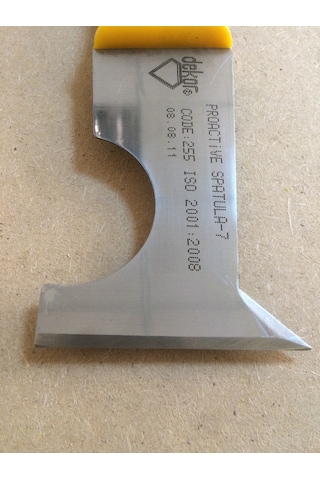 dekor®
PROACTiVE SPATULA-7
CODE:255 ISO 2001:2008
08.08.11